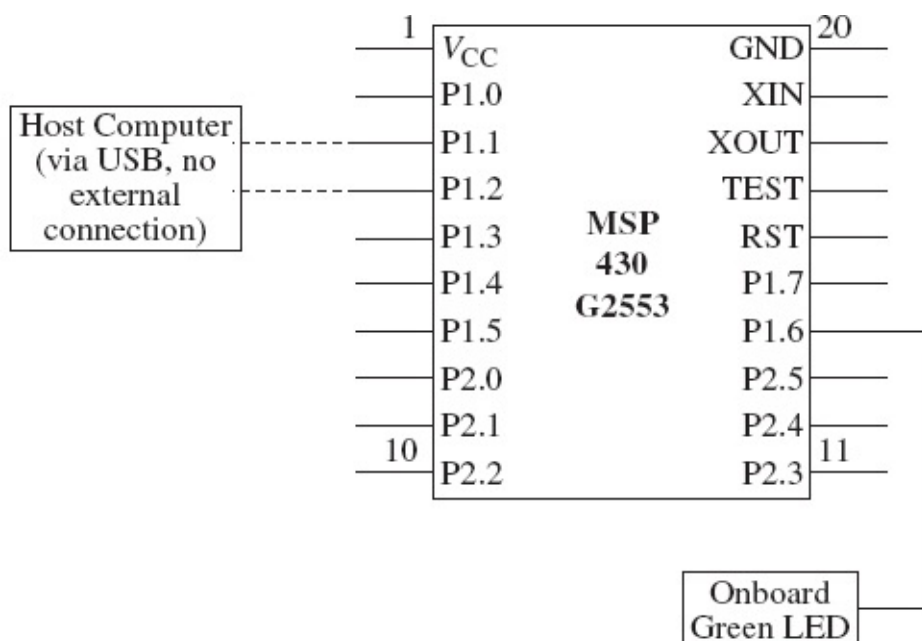 1
20
V_CC
GND
P1.0
XIN
Host Computer
(via USB, no
external
connection)
P1.1
XOUT
P1.2
TEST
P1.3
RST
MSP
430
G2553
P1.4
P1.7
P1.5
P1.6
P2.0
P2.5
P2.1
P2.4
10
11
P2.2
P2.3
Onboard
Green LED